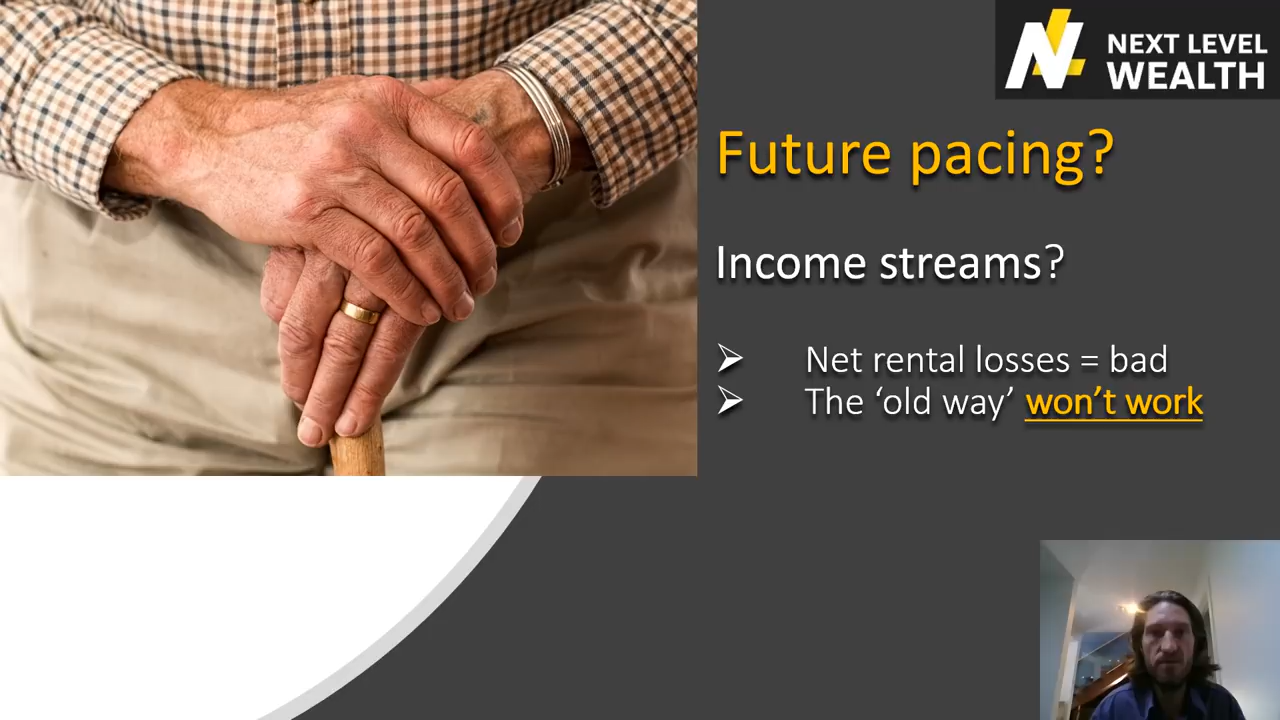 NEXT LEVEL
WEALTH
Future pacing?
Income streams?
➢ Net rental losses = bad
➢ The ‘old way’ won’t work